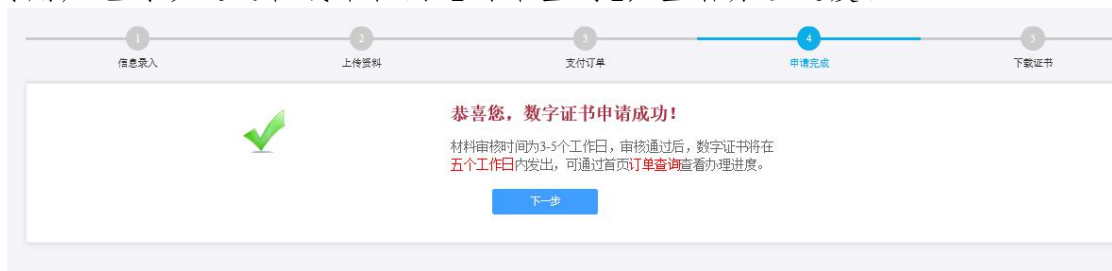 1
2
3
4
5
信息录入
上传资料
支付订单
申请完成
下载证书
恭喜您，数字证书申请成功！
材料审核时间为3-5个工作日，审核通过后，数字证书将在
五个工作日内发出，可通过首页订单查询查看办理进度。
下一步